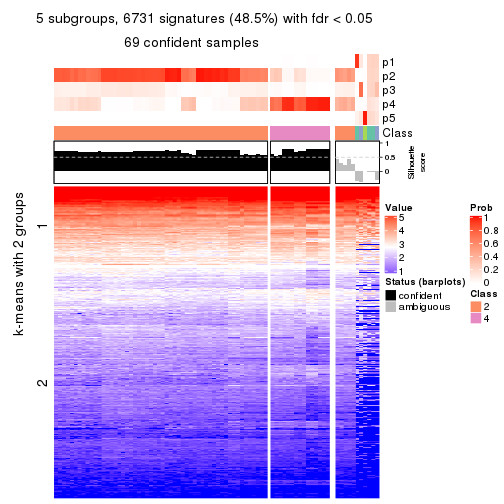 5 subgroups, 6731 signatures (48.5%) with fdr < 0.05
69 confident samples
p1
p2
p3
p4
p5
Class
1
0.5
0
Silhouette
score
k-means with 2 groups
1
2
Value
5
4
3
2
1
Status (barplots)
confident
ambiguous
Prob
1
0.8
0.6
0.4
0.2
0
Class
2
4